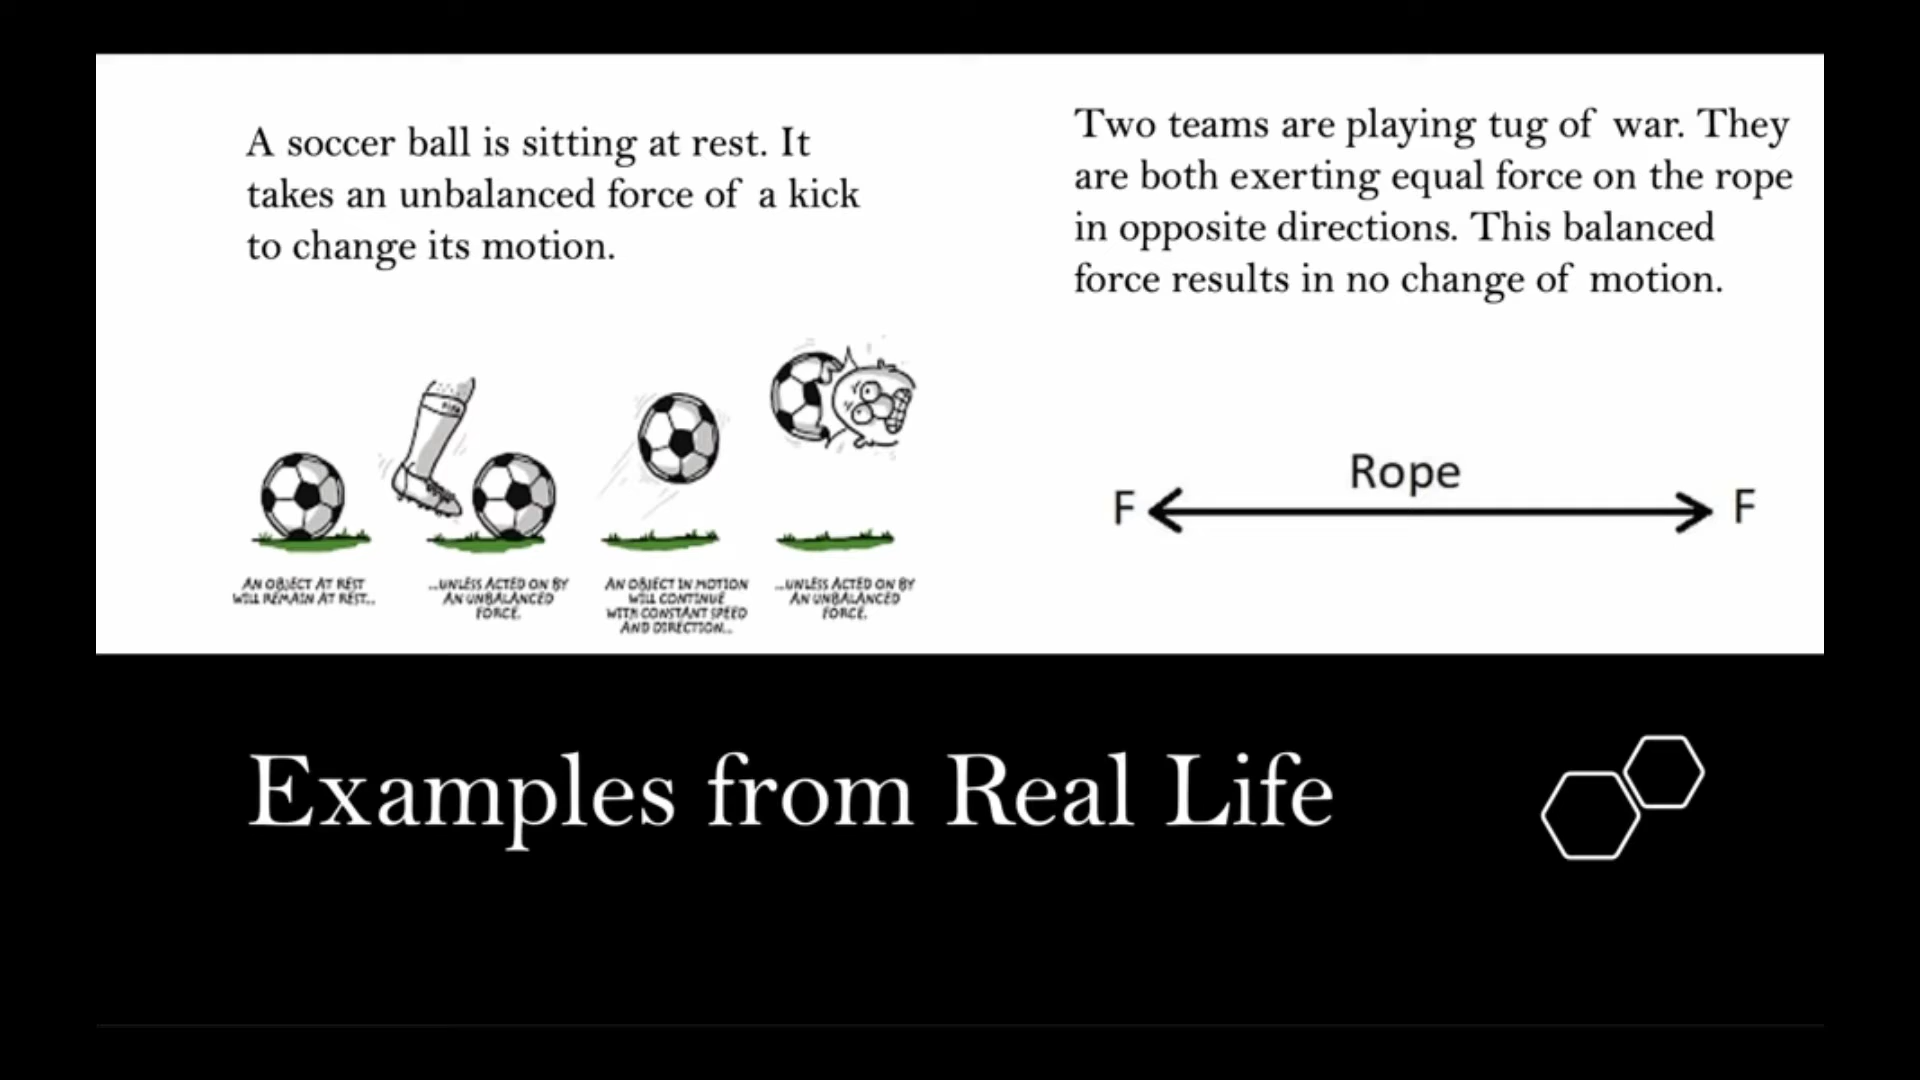 A soccer ball is sitting at rest. It
takes an unbalanced force of a kick
to change its motion.
Two teams are playing tug of war. They
are both exerting equal force on the rope
in opposite directions. This balanced
force results in no change of motion.
Rope
F
F
AN OBJECT AT REST
WILL REMAIN AT REST...
...UNLESS ACTED ON BY
AN UNBALANCED
FORCE.
AN OBJECT IN MOTION
WILL CONTINUE
WITH CONSTANT SPEED
AND DIRECTION...
...UNLESS ACTED ON BY
AN UNBALANCED
FORCE.
Examples from Real Life